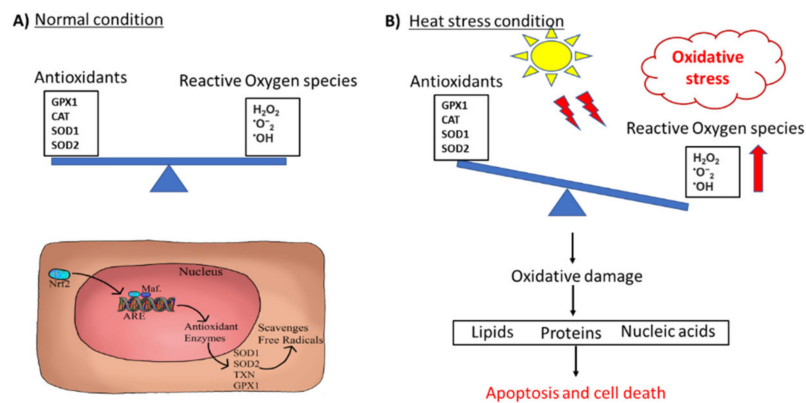 A) Normal condition
Antioxidants
GPX1
CAT
SOD1
SOD2
Reactive Oxygen species
H₂O₂
•O⁻₂
•OH
Nucleus
Nrf2
Maf.
ARE
Antioxidant
Enzymes
SOD1
SOD2
TXN
GPX1
Scavenges
Free Radicals
B) Heat stress condition
Oxidative
stress
Antioxidants
GPX1
CAT
SOD1
SOD2
Reactive Oxygen species
H₂O₂
•O⁻₂
•OH
Oxidative damage
Lipids Proteins Nucleic acids
Apoptosis and cell death